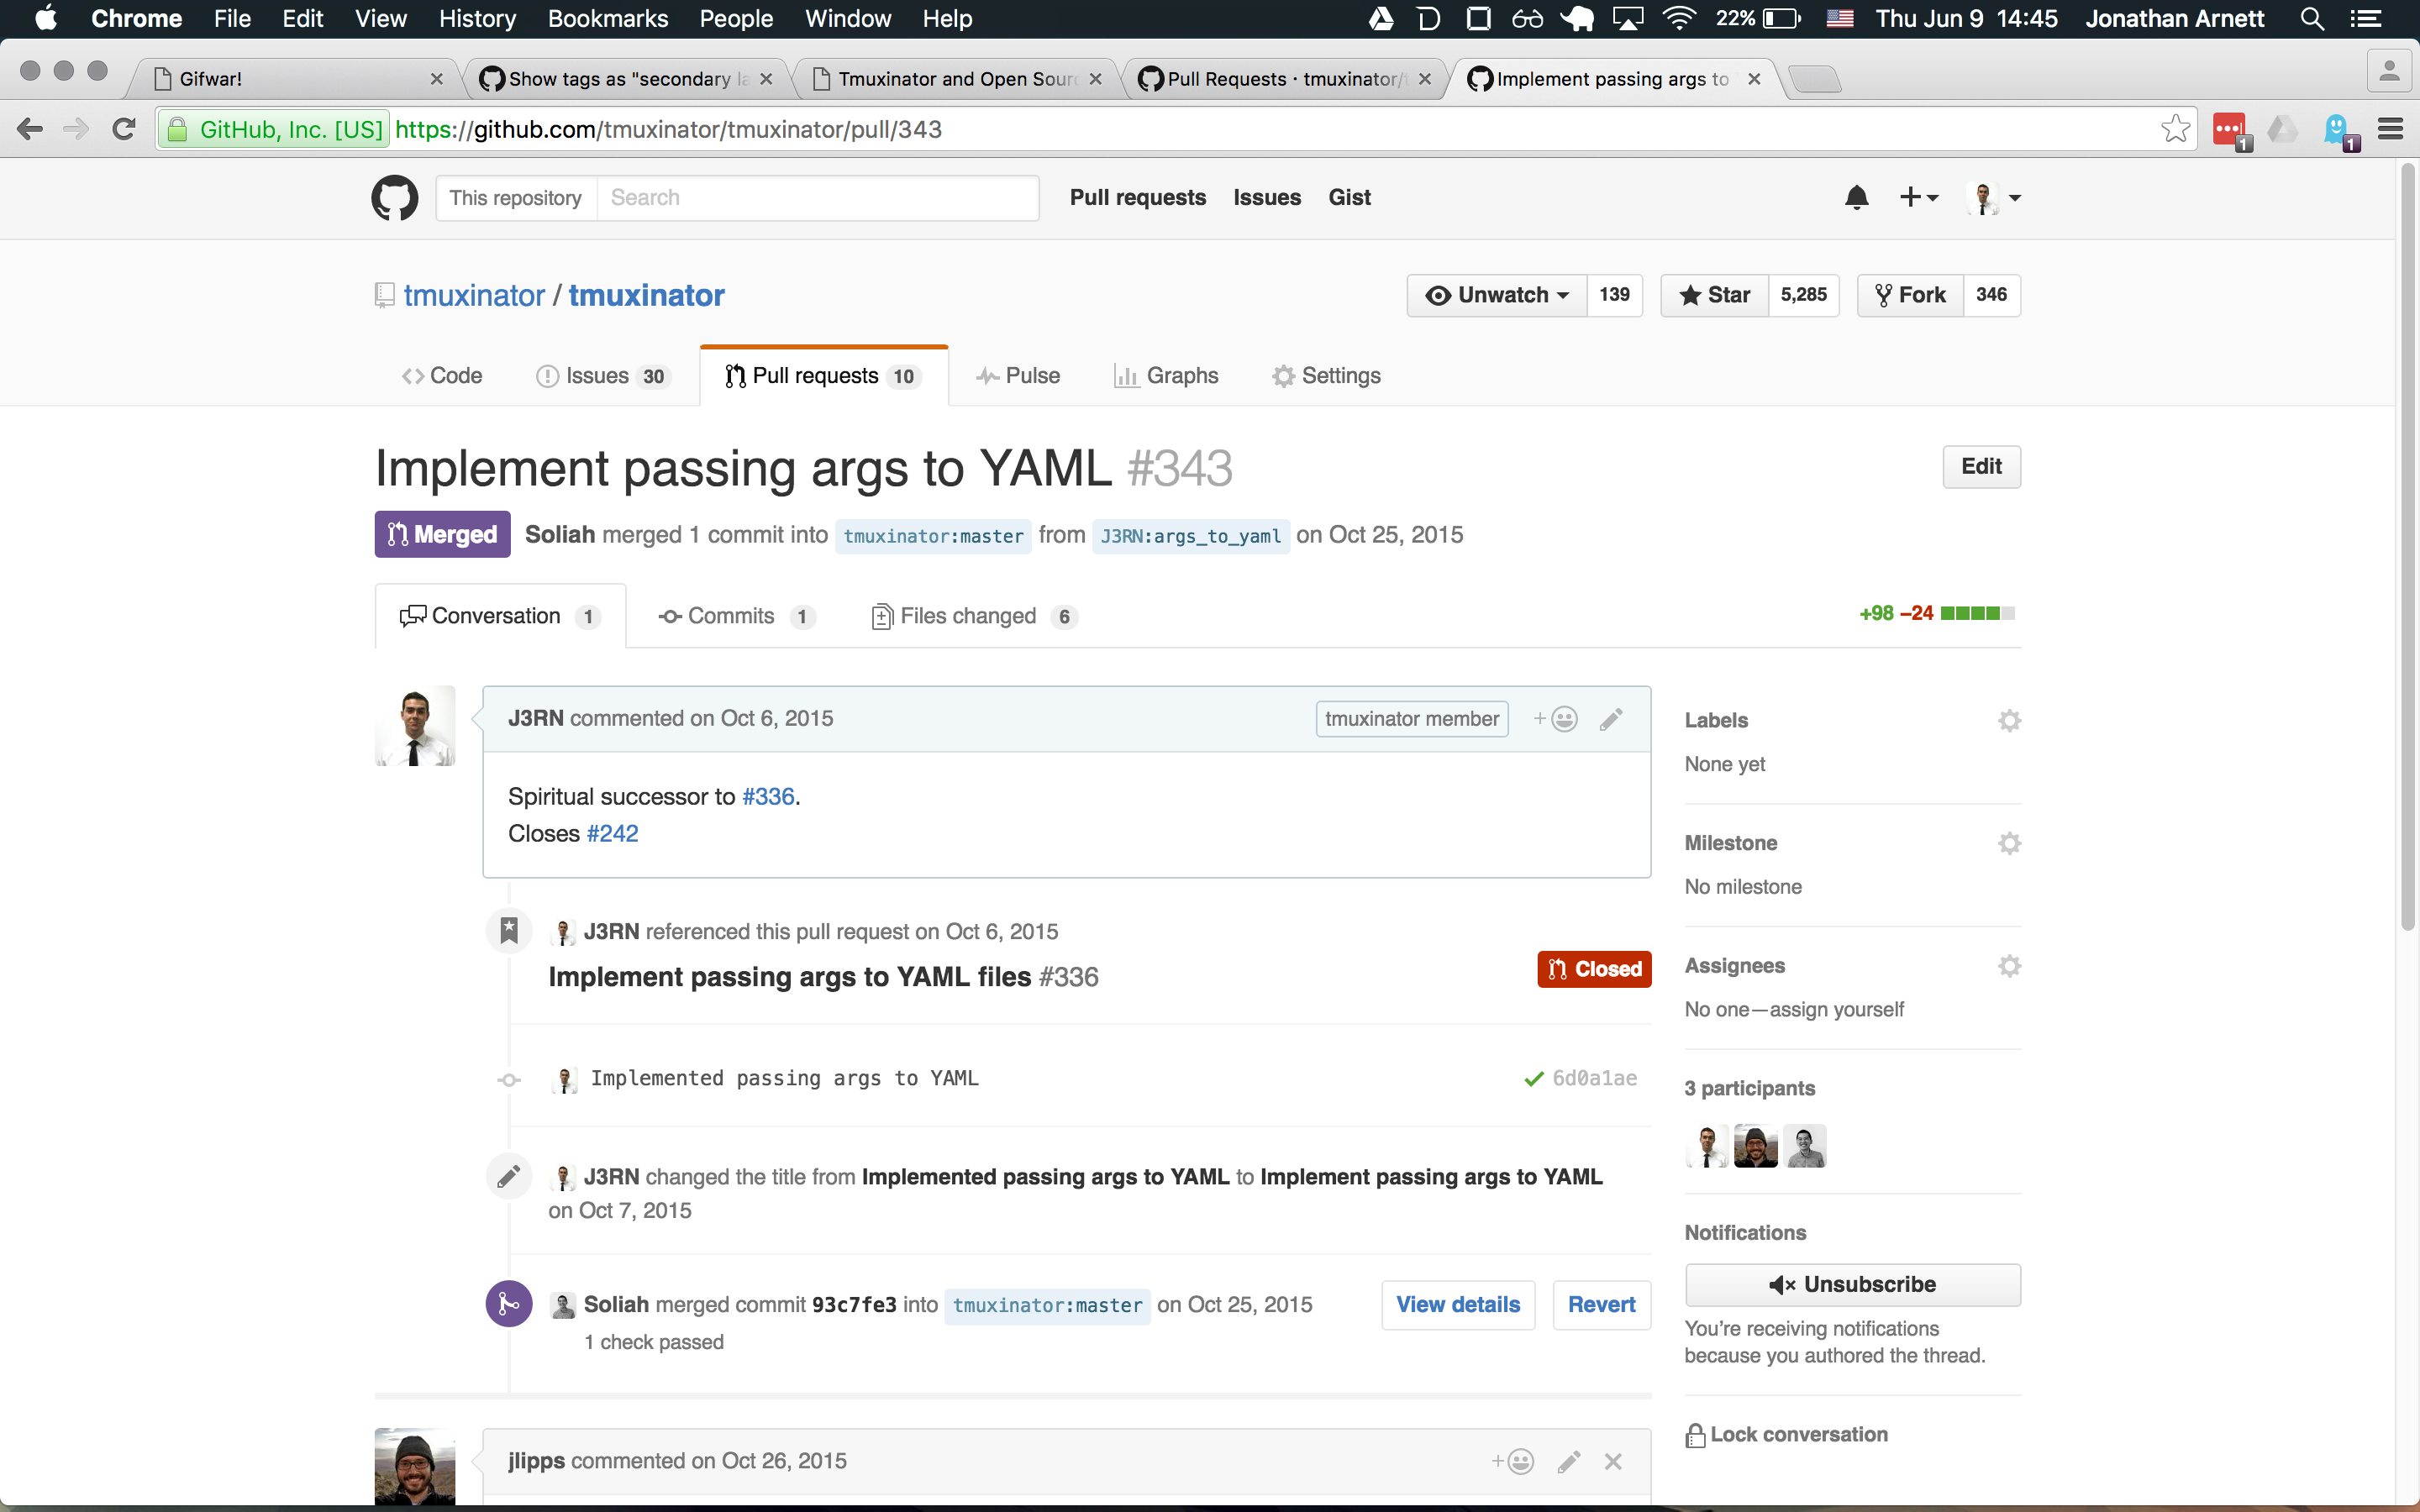 Chrome File Edit View History Bookmarks People Window Help 22% Thu Jun 9 14:45 Jonathan Arnett
Gifwar! Show tags as "secondary la Tmuxinator and Open Sour Pull Requests · tmuxinator/ Implement passing args to
GitHub, Inc. [US] https://github.com/tmuxinator/tmuxinator/pull/343 1 1
This repository Search Pull requests Issues Gist
tmuxinator / tmuxinator Unwatch 139 Star 5,285 Fork 346
Code Issues 30 Pull requests 10 Pulse Graphs Settings
Implement passing args to YAML #343 Edit
Merged Soliah merged 1 commit into tmuxinator:master from J3RN:args_to_yaml on Oct 25, 2015
Conversation 1 Commits 1 Files changed 6 +98 −24
J3RN commented on Oct 6, 2015 tmuxinator member
Spiritual successor to #336.
Closes #242
J3RN referenced this pull request on Oct 6, 2015
Implement passing args to YAML files #336 Closed
Implemented passing args to YAML 6d0a1ae
J3RN changed the title from Implemented passing args to YAML to Implement passing args to YAML
on Oct 7, 2015
Soliah merged commit 93c7fe3 into tmuxinator:master on Oct 25, 2015 View details Revert
1 check passed
jlipps commented on Oct 26, 2015
Labels
None yet
Milestone
No milestone
Assignees
No one—assign yourself
3 participants
Notifications
Unsubscribe
You're receiving notifications
because you authored the thread.
Lock conversation